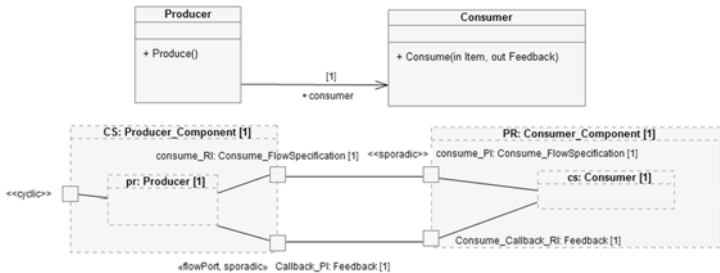 Producer
Consumer
+ Produce()
+ Consume(in Item, out Feedback)
[1]
+ consumer
CS: Producer_Component [1]
PR: Consumer_Component [1]
consume_RI: Consume_FlowSpecification [1]
<<sporadic>>
consume_PI: Consume_FlowSpecification [1]
pr: Producer [1]
cs: Consumer [1]
<<cyclic>>
Consume_Callback_RI: Feedback [1]
«flowPort, sporadic» Callback_PI: Feedback [1]